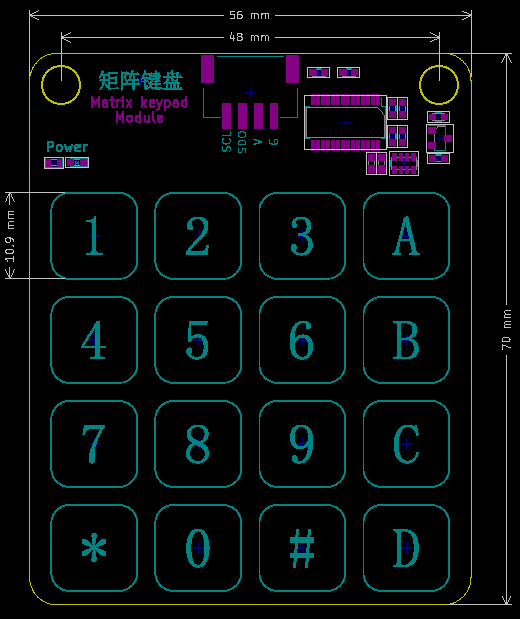 56 mm
48 mm
矩阵键盘
Matrix keypad
Module
SCL
SDO
A
G
Power
10.9 mm
1 2 3 A
4 5 6 B
70 mm
7 8 9 C
* 0 # D